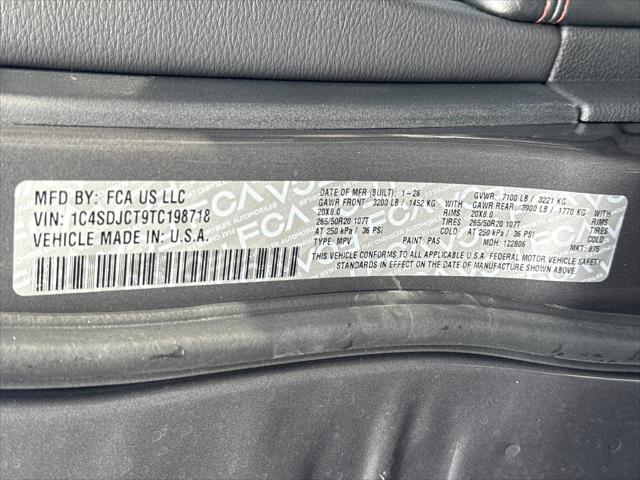 MFD BY: FCA US LLC
VIN: 1C4SDJCT9TC198718
VEHICLE MADE IN: U.S.A.
DATE OF MFR (BUILT): 1-26 GVWR: 7100 LB / 3221 KG
GAWR FRONT: 3200 LB / 1452 KG WITH GAWR REAR: 3900 LB / 1770 KG WITH
20X8.0 RIMS 20X8.0 RIMS
265/50R20 107T TIRES 265/50R20 107T TIRES
AT 250 kPa / 36 PSI COLD AT 250 kPa / 36 PSI COLD
TYPE: MPV PAINT: PAS MDH: 122806 MKT: 975
THIS VEHICLE CONFORMS TO ALL APPLICABLE U.S.A. FEDERAL MOTOR VEHICLE SAFETY
STANDARDS IN EFFECT ON THE DATE OF MANUFACTURE SHOWN ABOVE